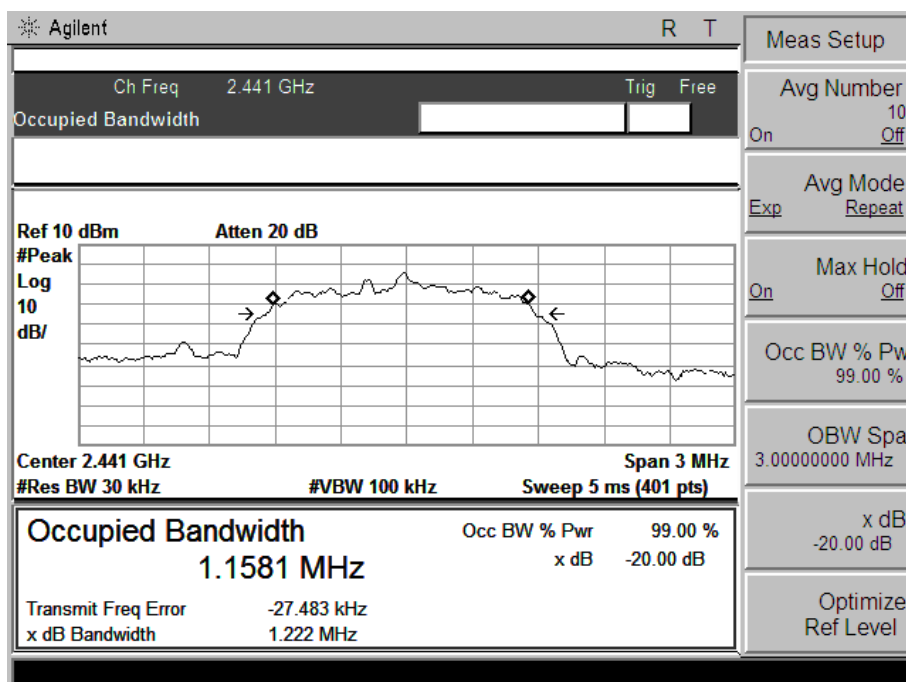 Agilent R T
Ch Freq 2.441 GHz Trig Free
Occupied Bandwidth
Ref 10 dBm Atten 20 dB
#Peak
Log
10
dB/
Center 2.441 GHz Span 3 MHz
#Res BW 30 kHz #VBW 100 kHz Sweep 5 ms (401 pts)
Occupied Bandwidth Occ BW % Pwr 99.00 %
1.1581 MHz x dB -20.00 dB
Transmit Freq Error -27.483 kHz
x dB Bandwidth 1.222 MHz
Meas Setup
Avg Number
10
On Off
Avg Mode
Exp Repeat
Max Hold
On Off
Occ BW % Pw
99.00 %
OBW Spa
3.00000000 MHz
x dB
-20.00 dB
Optimize
Ref Level